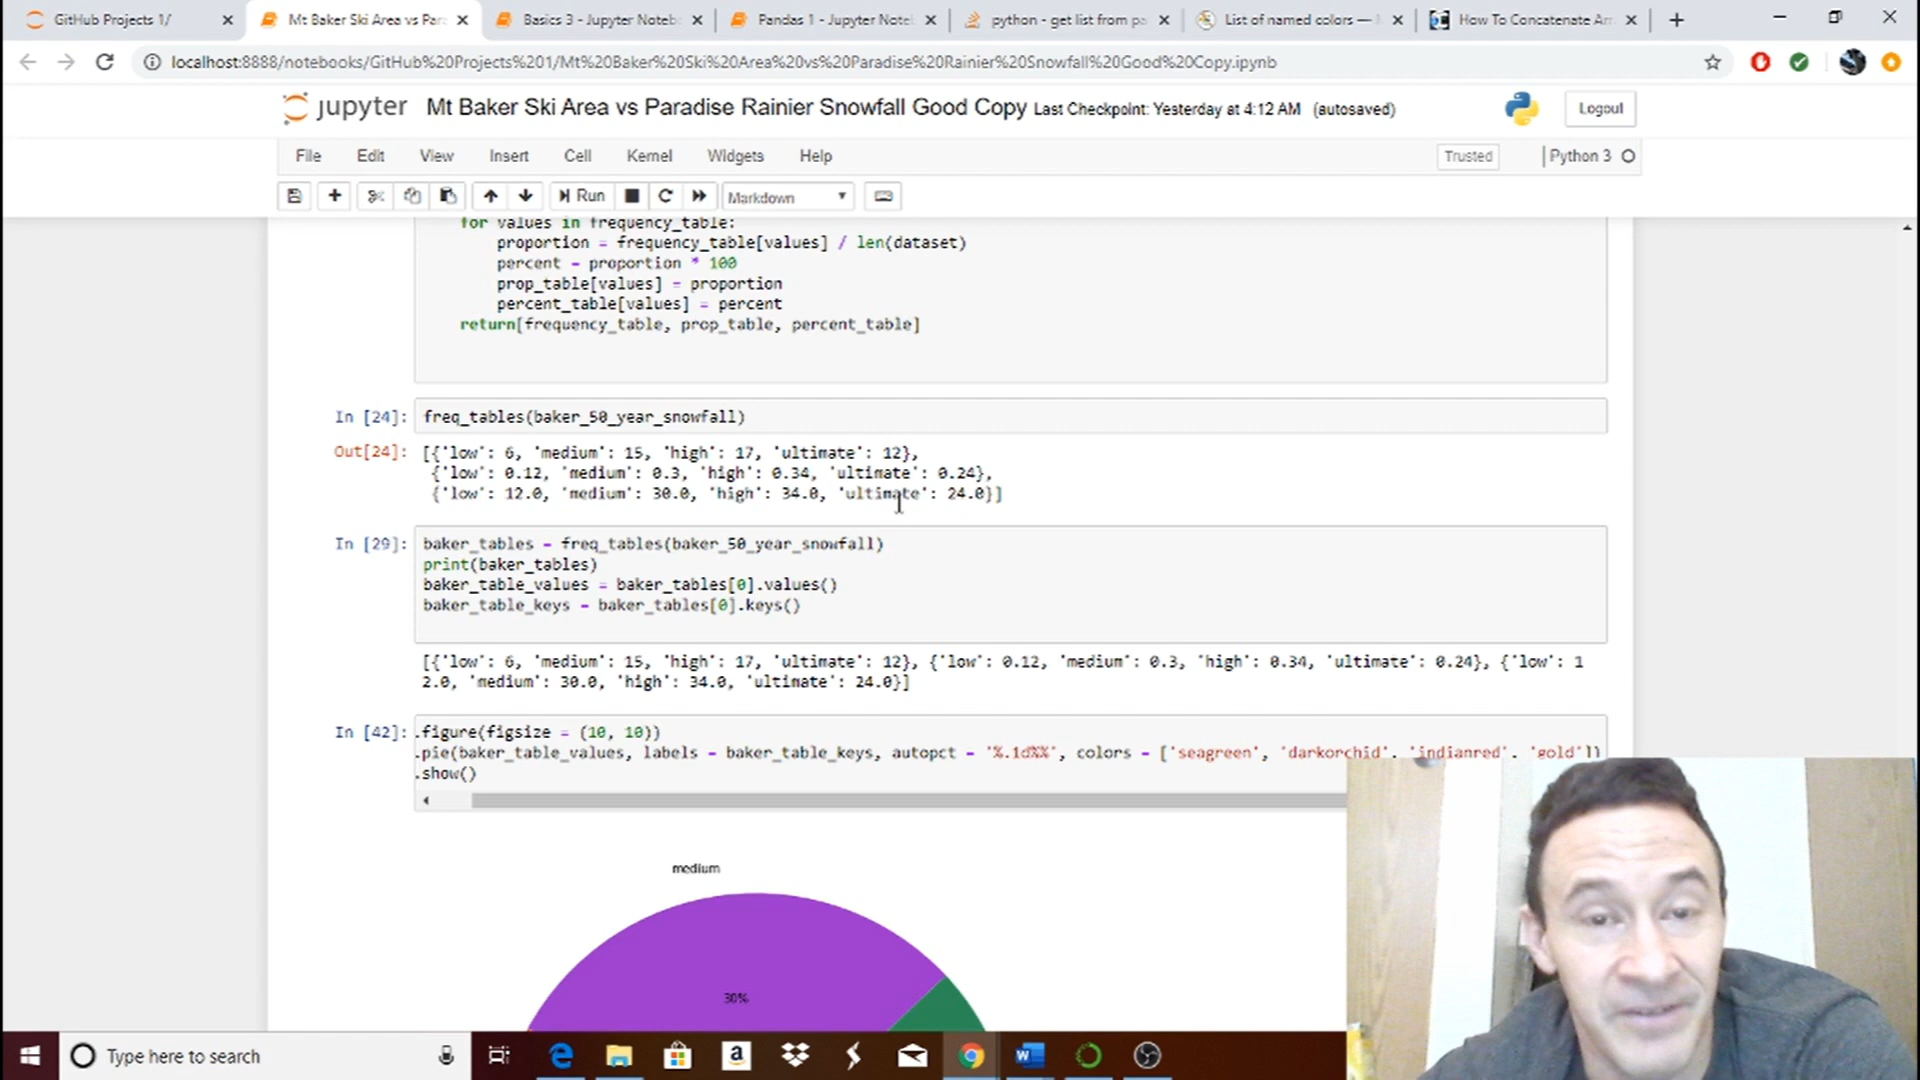 GitHub Projects 1/
Mt Baker Ski Area vs Para
Basics 3 - Jupyter Noteb
Pandas 1 - Jupyter Note
python - get list from pa
List of named colors —
How To Concatenate Arr
localhost:8888/notebooks/GitHub%20Projects%201/Mt%20Baker%20Ski%20Area%20vs%20Paradise%20Rainier%20Snowfall%20Good%20Copy.ipynb
jupyter Mt Baker Ski Area vs Paradise Rainier Snowfall Good Copy Last Checkpoint: Yesterday at 4:12 AM (autosaved)
Logout
File Edit View Insert Cell Kernel Widgets Help
Trusted
Python 3
Run
Markdown
for values in frequency_table:
proportion = frequency_table[values] / len(dataset)
percent = proportion * 100
prop_table[values] = proportion
percent_table[values] = percent
return[frequency_table, prop_table, percent_table]
In [24]: freq_tables(baker_50_year_snowfall)
Out[24]: [{'low': 6, 'medium': 15, 'high': 17, 'ultimate': 12},
{'low': 0.12, 'medium': 0.3, 'high': 0.34, 'ultimate': 0.24},
{'low': 12.0, 'medium': 30.0, 'high': 34.0, 'ultimate': 24.0}]
In [29]: baker_tables = freq_tables(baker_50_year_snowfall)
print(baker_tables)
baker_table_values = baker_tables[0].values()
baker_table_keys = baker_tables[0].keys()
[{'low': 6, 'medium': 15, 'high': 17, 'ultimate': 12}, {'low': 0.12, 'medium': 0.3, 'high': 0.34, 'ultimate': 0.24}, {'low': 1
2.0, 'medium': 30.0, 'high': 34.0, 'ultimate': 24.0}]
In [42]: .figure(figsize = (10, 10))
.pie(baker_table_values, labels = baker_table_keys, autopct = '%.1d%%', colors = ['seagreen', 'darkorchid', 'indianred', 'gold'])
.show()
medium
30%
Type here to search